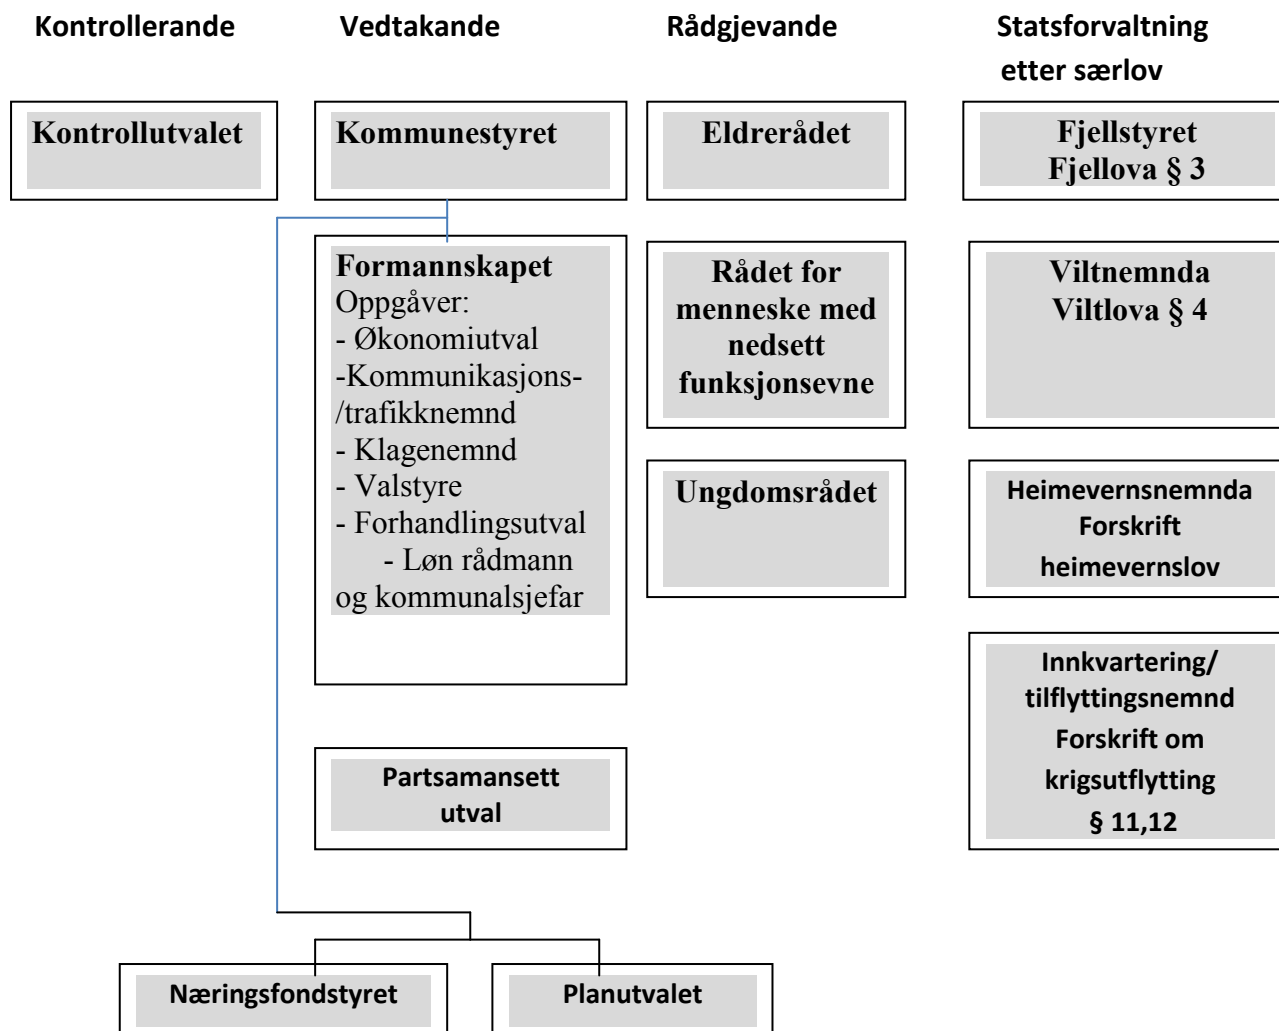 Kontrollerande
Vedtakande
Rådgjevande
Statsforvaltning
etter særlov
Kontrollutvalet
Kommunestyret
Eldrerådet
Fjellstyret
Fjellova § 3
Formannskapet
Oppgåver:
- Økonomiutval
-Kommunikasjons-
/trafikknemnd
- Klagenemnd
- Valstyre
- Forhandlingsutval
- Løn rådmann
og kommunalsjefar
Rådet for
menneske med
nedsett
funksjonsevne
Viltnemnda
Viltlova § 4
Ungdomsrådet
Heimevernsnemnda
Forskrift
heimevernslov
Innkvartering/
tilflyttingsnemnd
Forskrift om
krigsutflytting
§ 11,12
Partsamansett
utval
Næringsfondstyret
Planutvalet